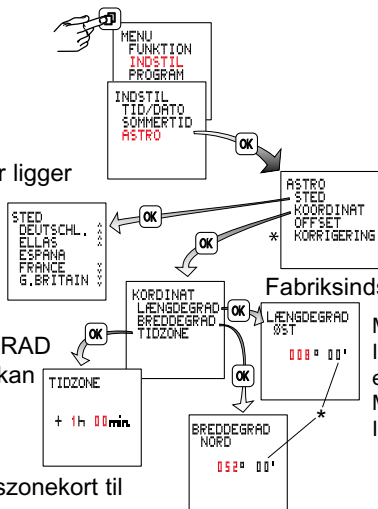 MENU
FUNKTION
INDSTIL
PROGRAM
INDSTIL
TID/DATO
SOMMERTID
ASTRO
OK
r ligger
ASTRO
STED
KOORDINAT
OFFSET
* KORRIGERING
OK
STED
DEUTSCHL.
ELLAS
ESPANA
FRANCE
G.BRITAIN
OK
Fabriksinds
KORDINAT
LÆNGDEGRAD
BREDDEGRAD
TIDZONE
OK
LÆNGDEGRAD
ØST
008° 00'
M
I
e
M
I
RAD
kan
OK
OK
TIDZONE
+ 1h 00min.
*
BREDDEGRAD
NORD
052° 00'
szonekort til